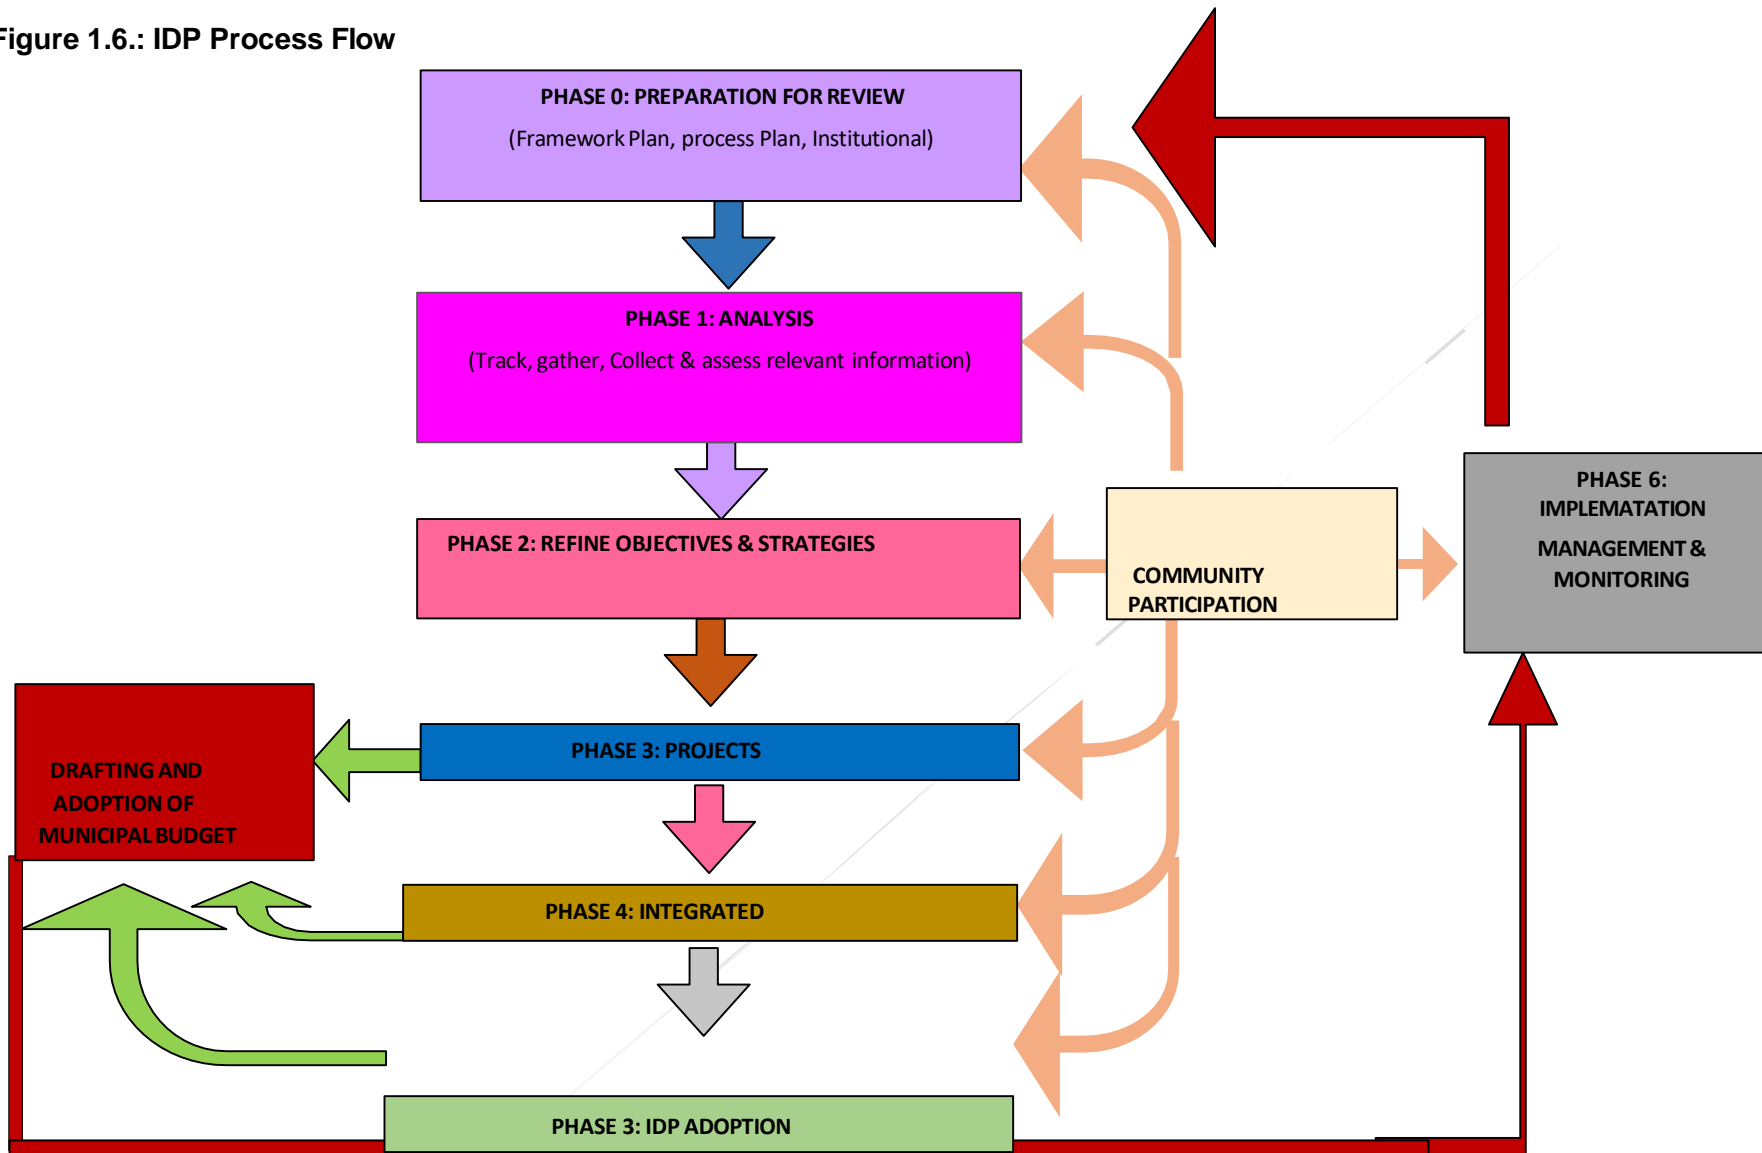 Figure 1.6.: IDP Process Flow
PHASE 0: PREPARATION FOR REVIEW
(Framework Plan, process Plan, Institutional)
PHASE 1: ANALYSIS
(Track, gather, Collect & assess relevant information)
PHASE 2: REFINE OBJECTIVES & STRATEGIES
COMMUNITY
PARTICIPATION
PHASE 6:
IMPLEMATATION
MANAGEMENT &
MONITORING
PHASE 3: PROJECTS
DRAFTING AND
ADOPTION OF
MUNICIPAL BUDGET
PHASE 4: INTEGRATED
PHASE 3: IDP ADOPTION